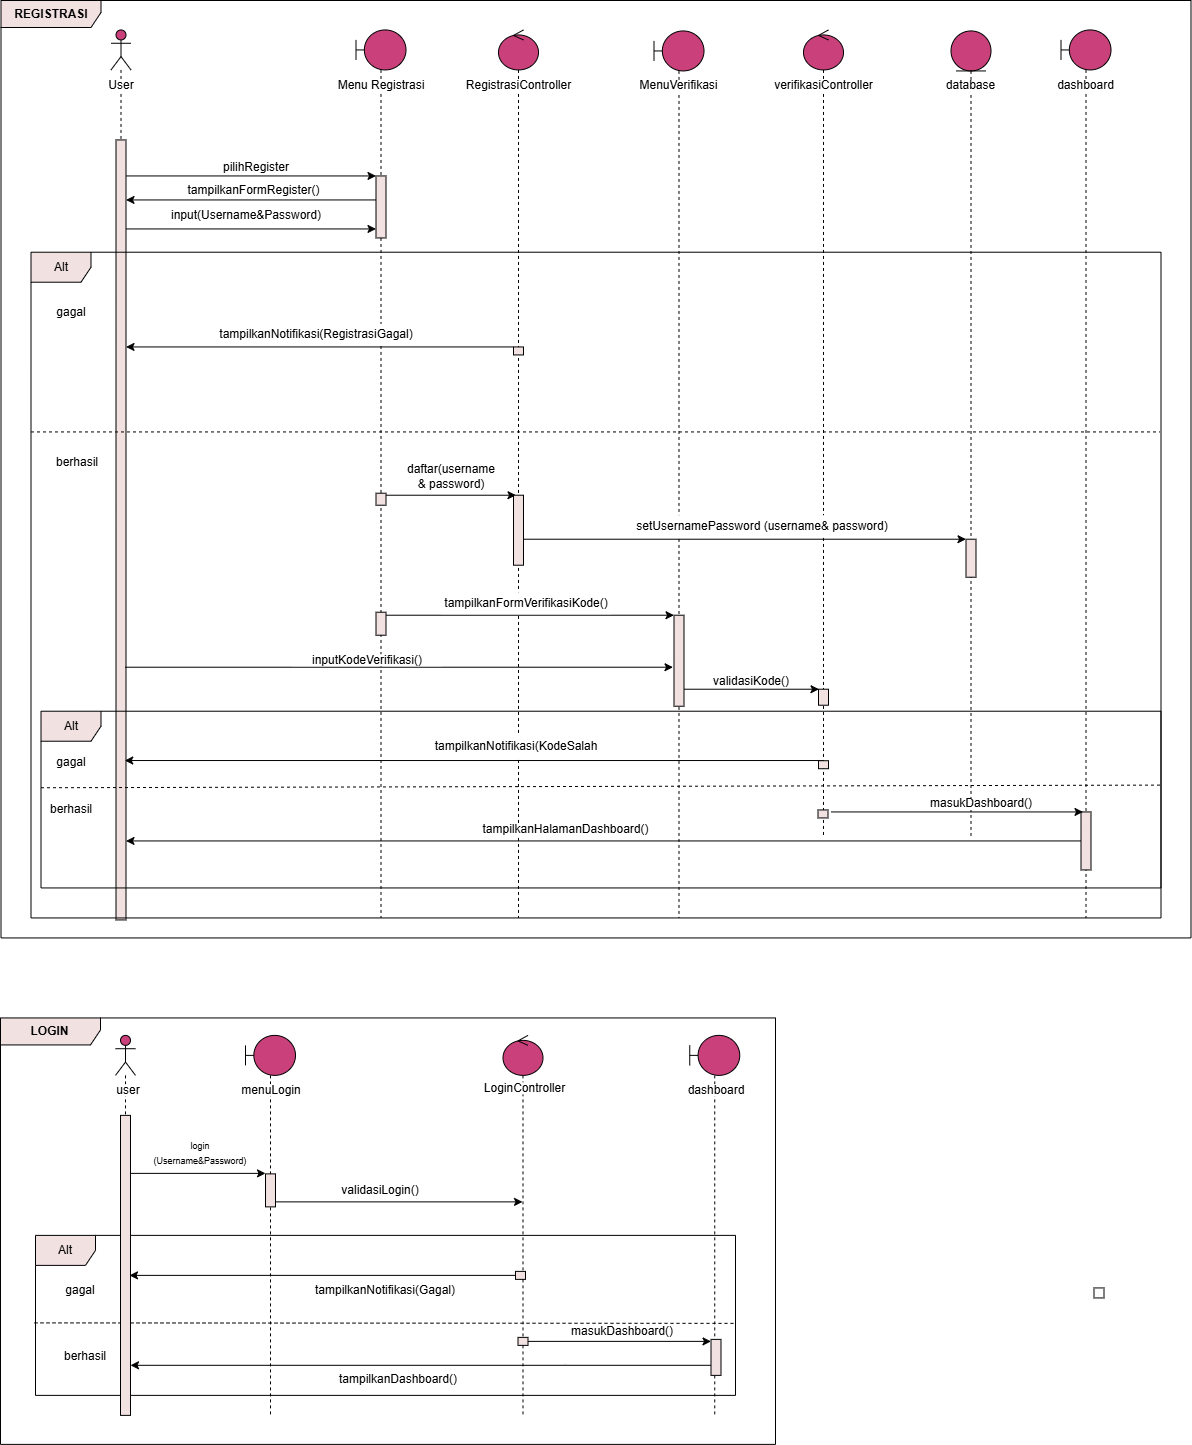 REGISTRASI
User
Menu Registrasi
RegistrasiController
MenuVerifikasi
verifikasiController
database
dashboard
pilihRegister
tampilkanFormRegister()
input(Username&Password)
Alt
gagal
tampilkanNotifikasi(RegistrasiGagal)
berhasil
daftar(username
& password)
setUsernamePassword (username& password)
tampilkanFormVerifikasiKode()
inputKodeVerifikasi()
validasiKode()
Alt
tampilkanNotifikasi(KodeSalah
gagal
berhasil
masukDashboard()
tampilkanHalamanDashboard()
LOGIN
user
menuLogin
LoginController
dashboard
login
(Username&Password)
validasiLogin()
Alt
gagal
tampilkanNotifikasi(Gagal)
masukDashboard()
berhasil
tampilkanDashboard()